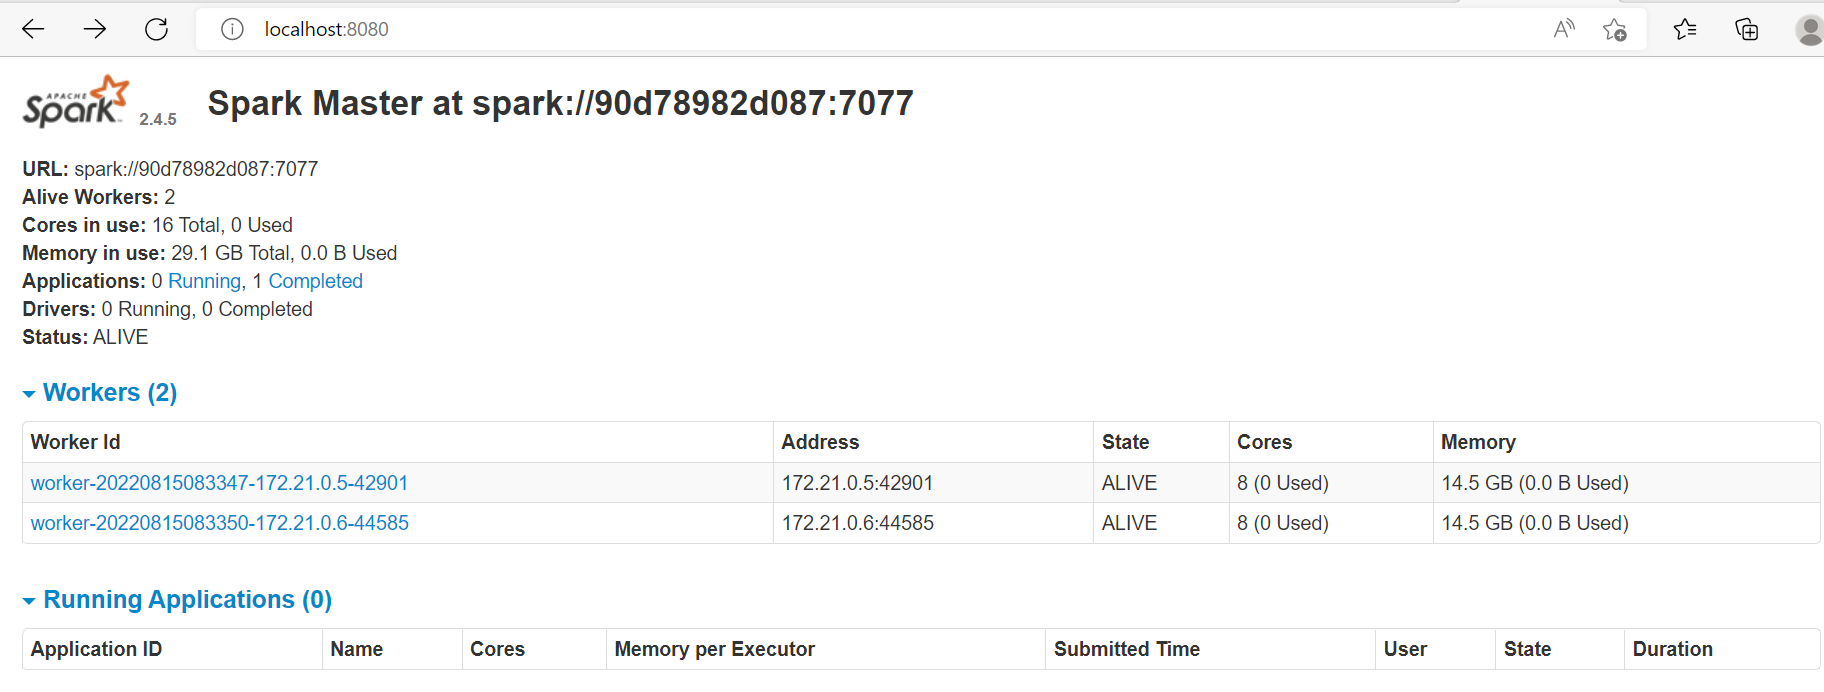 localhost:8080
APACHE Spark™ 2.4.5 Spark Master at spark://90d78982d087:7077
URL: spark://90d78982d087:7077
Alive Workers: 2
Cores in use: 16 Total, 0 Used
Memory in use: 29.1 GB Total, 0.0 B Used
Applications: 0 Running, 1 Completed
Drivers: 0 Running, 0 Completed
Status: ALIVE
Workers (2)
Worker Id Address State Cores Memory
worker-20220815083347-172.21.0.5-42901 172.21.0.5:42901 ALIVE 8 (0 Used) 14.5 GB (0.0 B Used)
worker-20220815083350-172.21.0.6-44585 172.21.0.6:44585 ALIVE 8 (0 Used) 14.5 GB (0.0 B Used)
Running Applications (0)
Application ID Name Cores Memory per Executor Submitted Time User State Duration